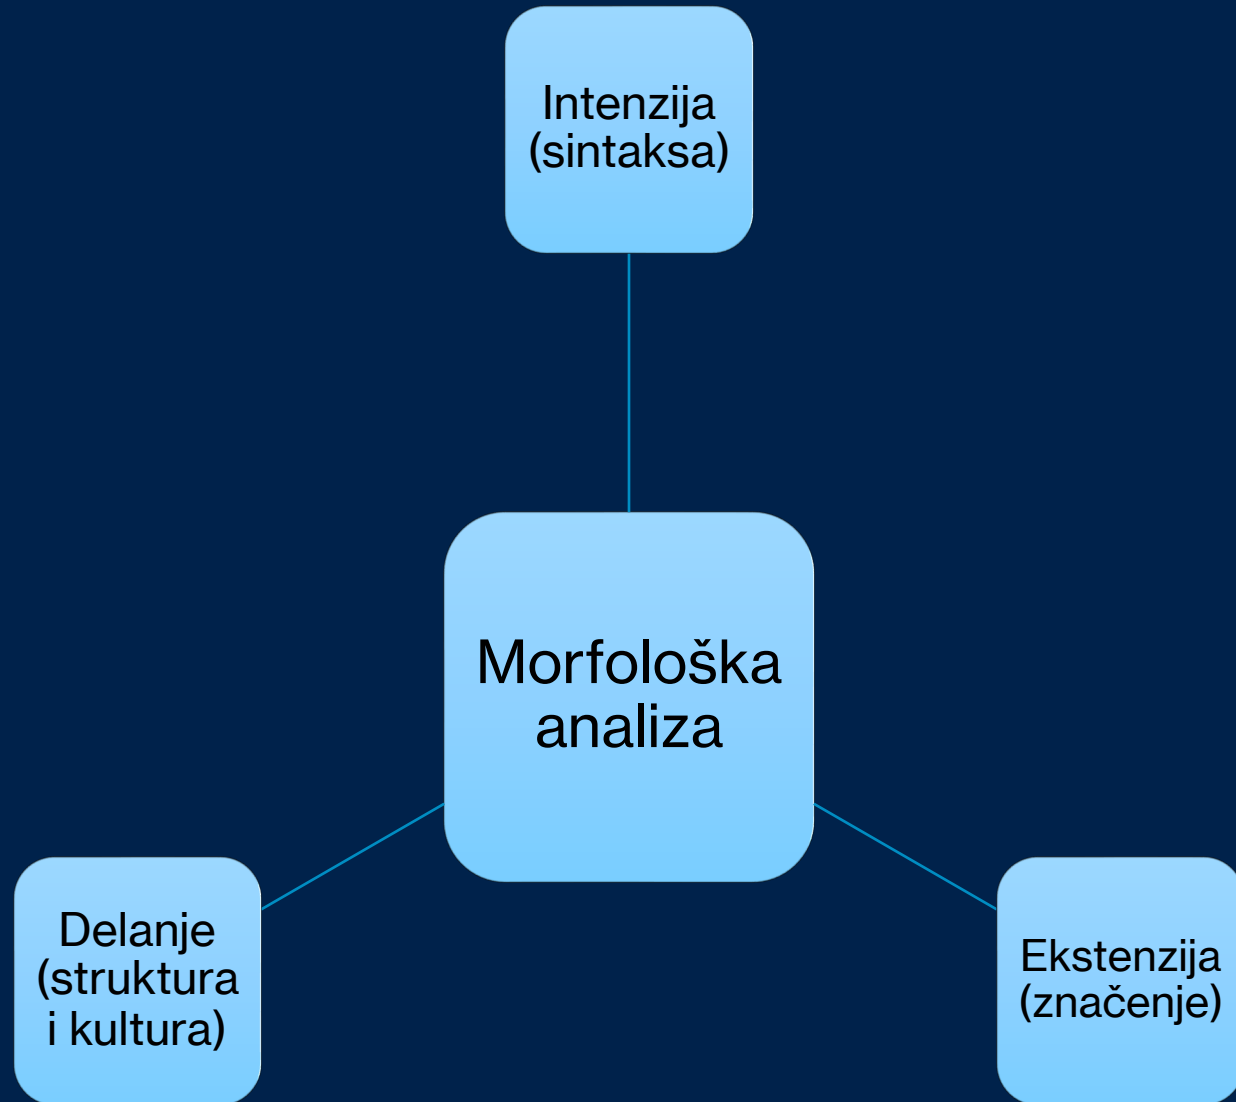 Intenzija
(sintaksa)
Morfološka
analiza
Delanje
(struktura
i kultura)
Ekstenzija
(značenje)